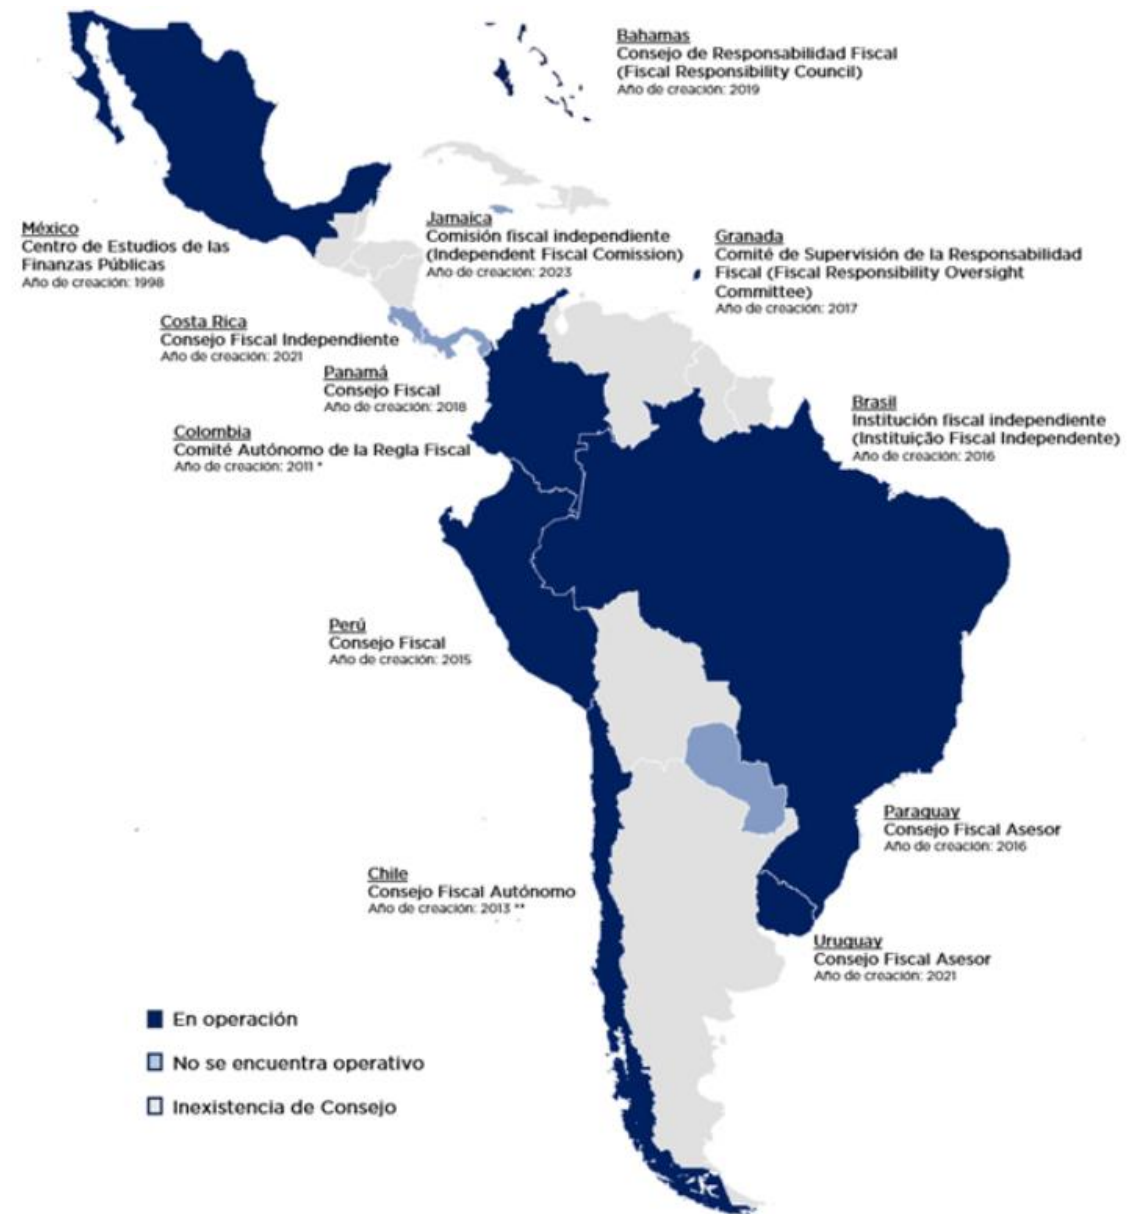 Bahamas
Consejo de Responsabilidad Fiscal
(Fiscal Responsibility Council)
Año de creación: 2019
México
Centro de Estudios de las
Finanzas Públicas
Año de creación: 1998
Jamaica
Comisión fiscal independiente
(Independent Fiscal Comission)
Año de creación: 2023
Granada
Comité de Supervisión de la Responsabilidad
Fiscal (Fiscal Responsibility Oversight
Committee)
Año de creación: 2017
Costa Rica
Consejo Fiscal Independiente
Año de creación: 2021
Panamá
Consejo Fiscal
Año de creación: 2018
Colombia
Comité Autónomo de la Regla Fiscal
Año de creación: 2011 *
Brasil
Institución fiscal independiente
(Instituição Fiscal Independente)
Año de creación: 2016
Perú
Consejo Fiscal
Año de creación: 2015
Paraguay
Consejo Fiscal Asesor
Año de creación: 2016
Chile
Consejo Fiscal Autónomo
Año de creación: 2013 **
Uruguay
Consejo Fiscal Asesor
Año de creación: 2021
En operación
No se encuentra operativo
Inexistencia de Consejo